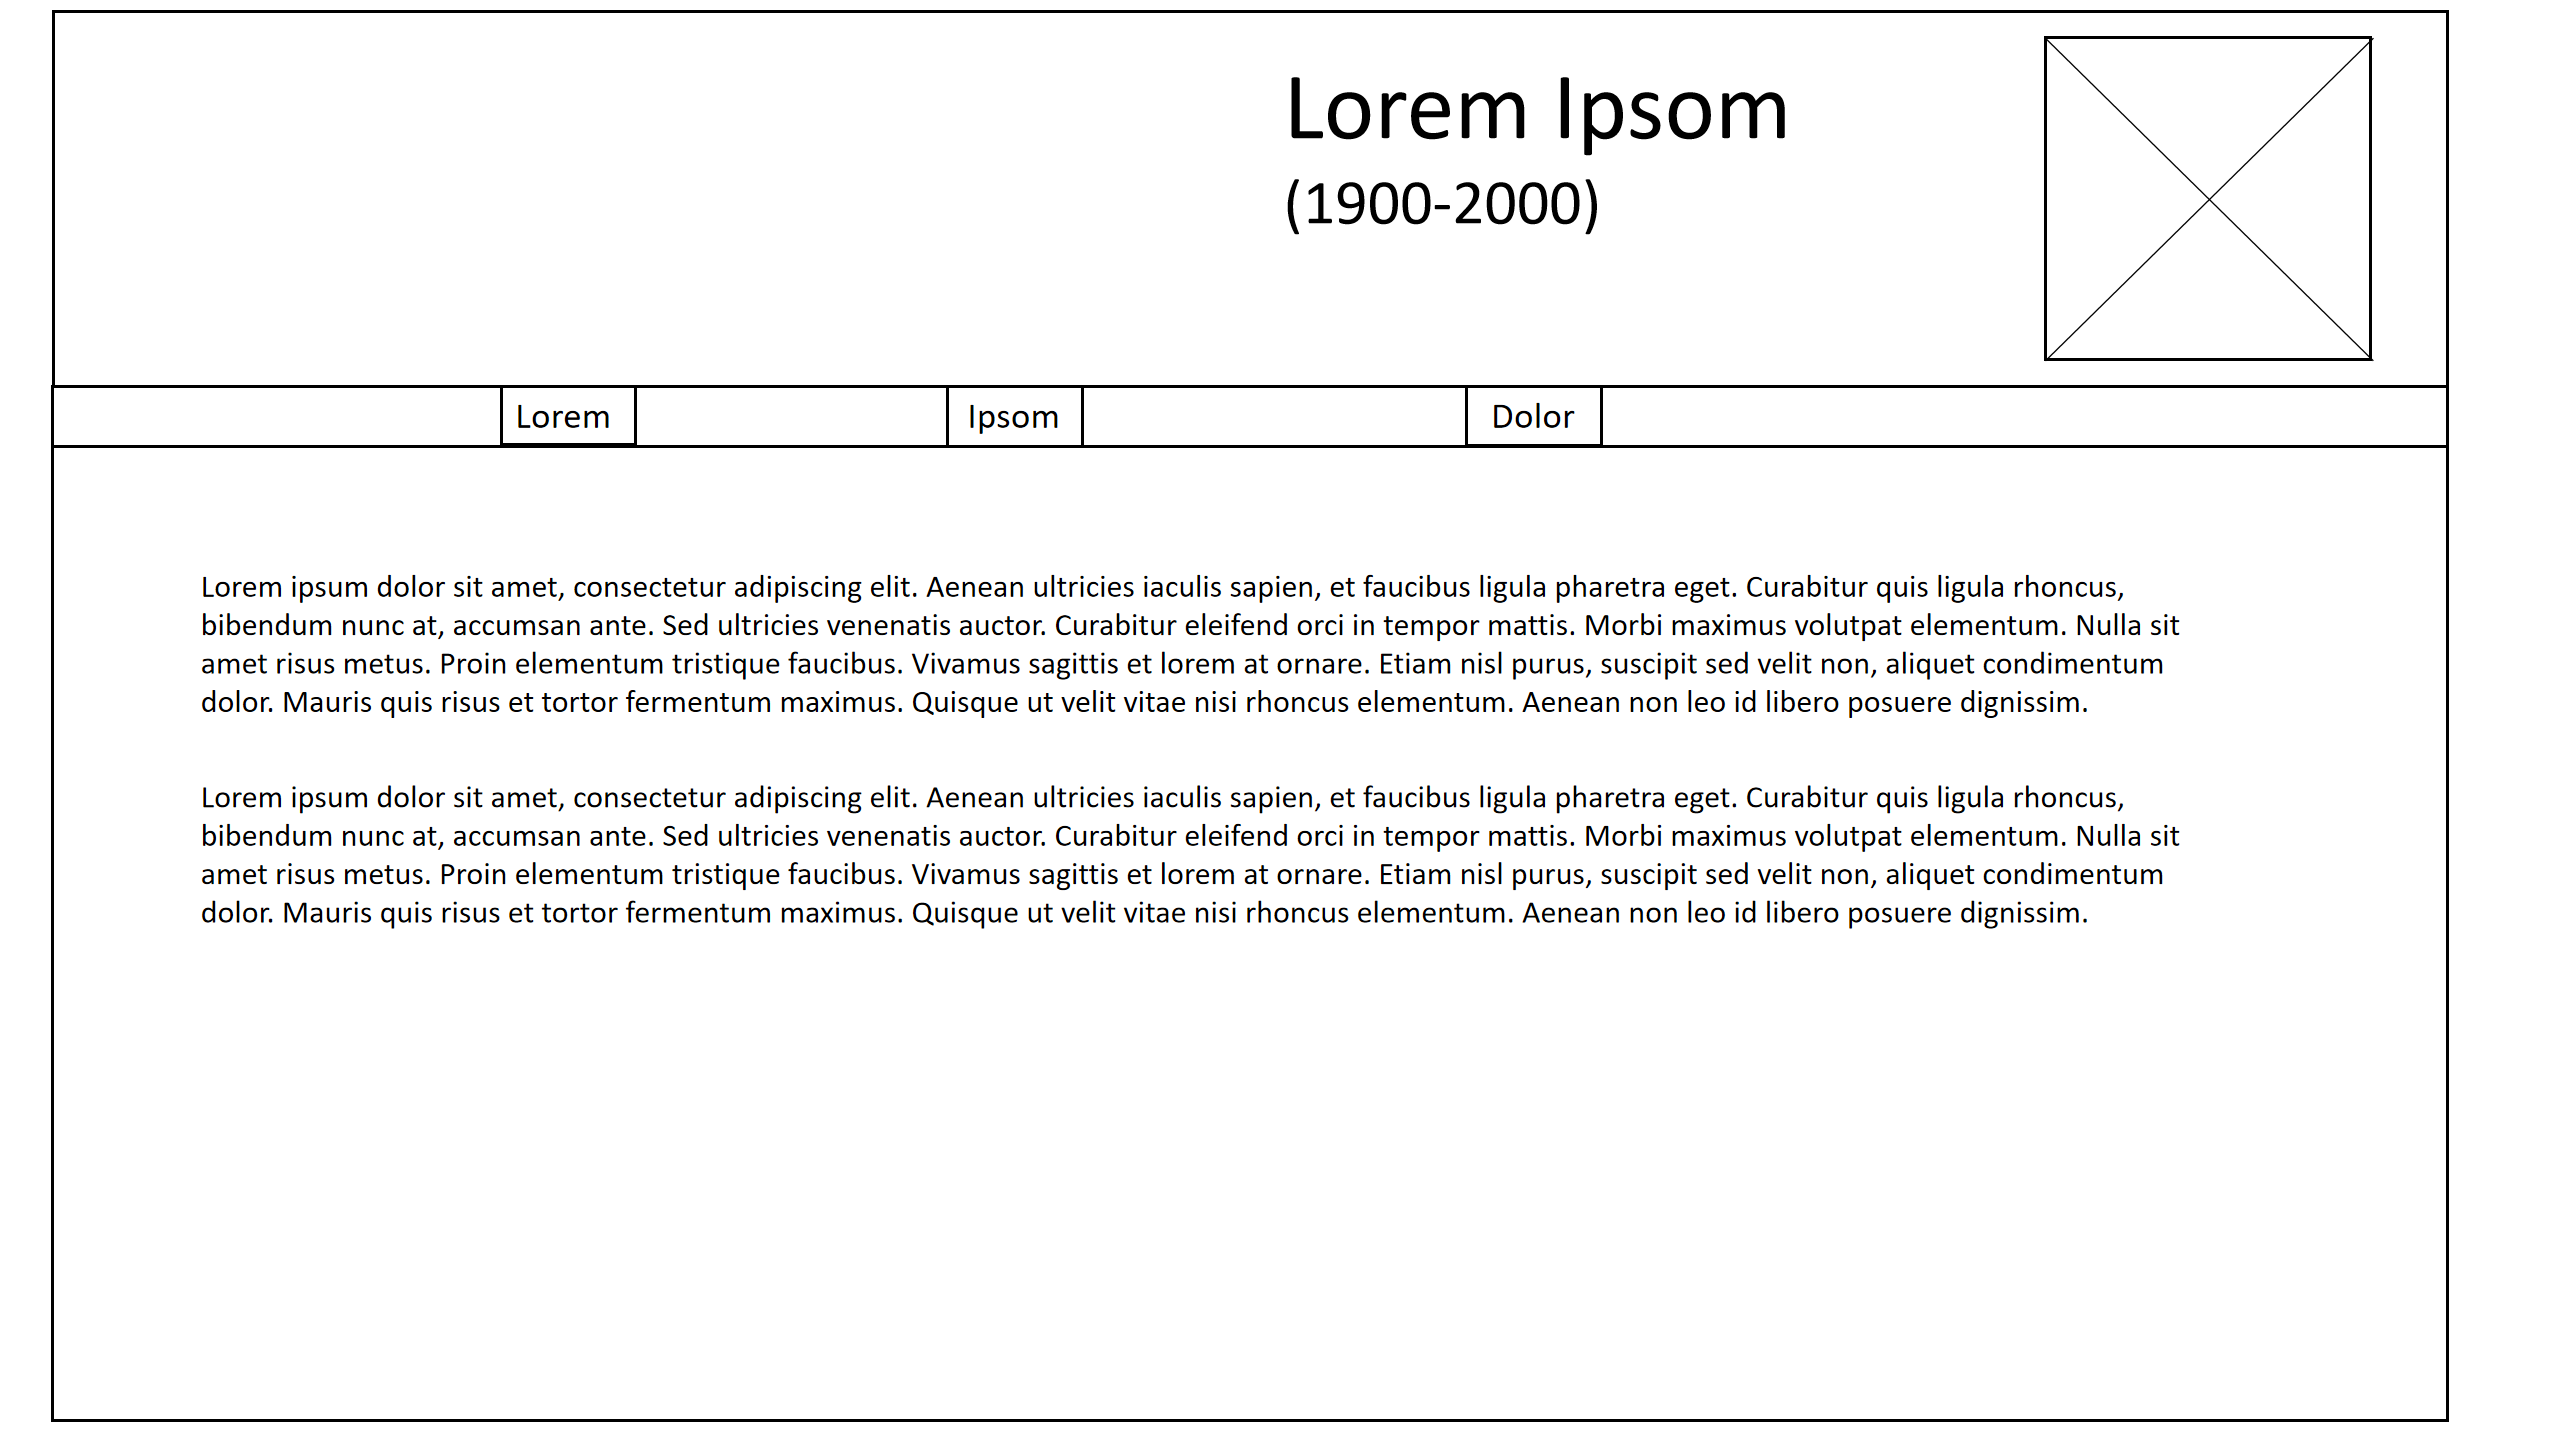 Lorem Ipsom
(1900-2000)
Lorem
Ipsom
Dolor
Lorem ipsum dolor sit amet, consectetur adipiscing elit. Aenean ultricies iaculis sapien, et faucibus ligula pharetra eget. Curabitur quis ligula rhoncus,
bibendum nunc at, accumsan ante. Sed ultricies venenatis auctor. Curabitur eleifend orci in tempor mattis. Morbi maximus volutpat elementum. Nulla sit
amet risus metus. Proin elementum tristique faucibus. Vivamus sagittis et lorem at ornare. Etiam nisl purus, suscipit sed velit non, aliquet condimentum
dolor. Mauris quis risus et tortor fermentum maximus. Quisque ut velit vitae nisi rhoncus elementum. Aenean non leo id libero posuere dignissim.
Lorem ipsum dolor sit amet, consectetur adipiscing elit. Aenean ultricies iaculis sapien, et faucibus ligula pharetra eget. Curabitur quis ligula rhoncus,
bibendum nunc at, accumsan ante. Sed ultricies venenatis auctor. Curabitur eleifend orci in tempor mattis. Morbi maximus volutpat elementum. Nulla sit
amet risus metus. Proin elementum tristique faucibus. Vivamus sagittis et lorem at ornare. Etiam nisl purus, suscipit sed velit non, aliquet condimentum
dolor. Mauris quis risus et tortor fermentum maximus. Quisque ut velit vitae nisi rhoncus elementum. Aenean non leo id libero posuere dignissim.